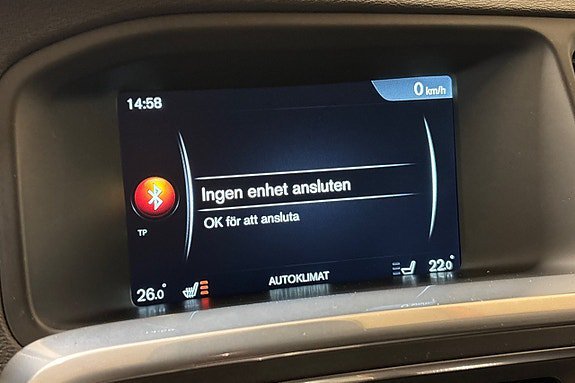 14:58
0 km/h
Ingen enhet ansluten
OK för att ansluta
TP
AUTOKLIMAT
26.0° 22.0°